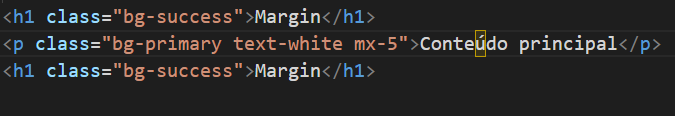 <h1 class="bg-success">Margin</h1>
<p class="bg-primary text-white mx-5">Conteúdo principal</p>
<h1 class="bg-success">Margin</h1>